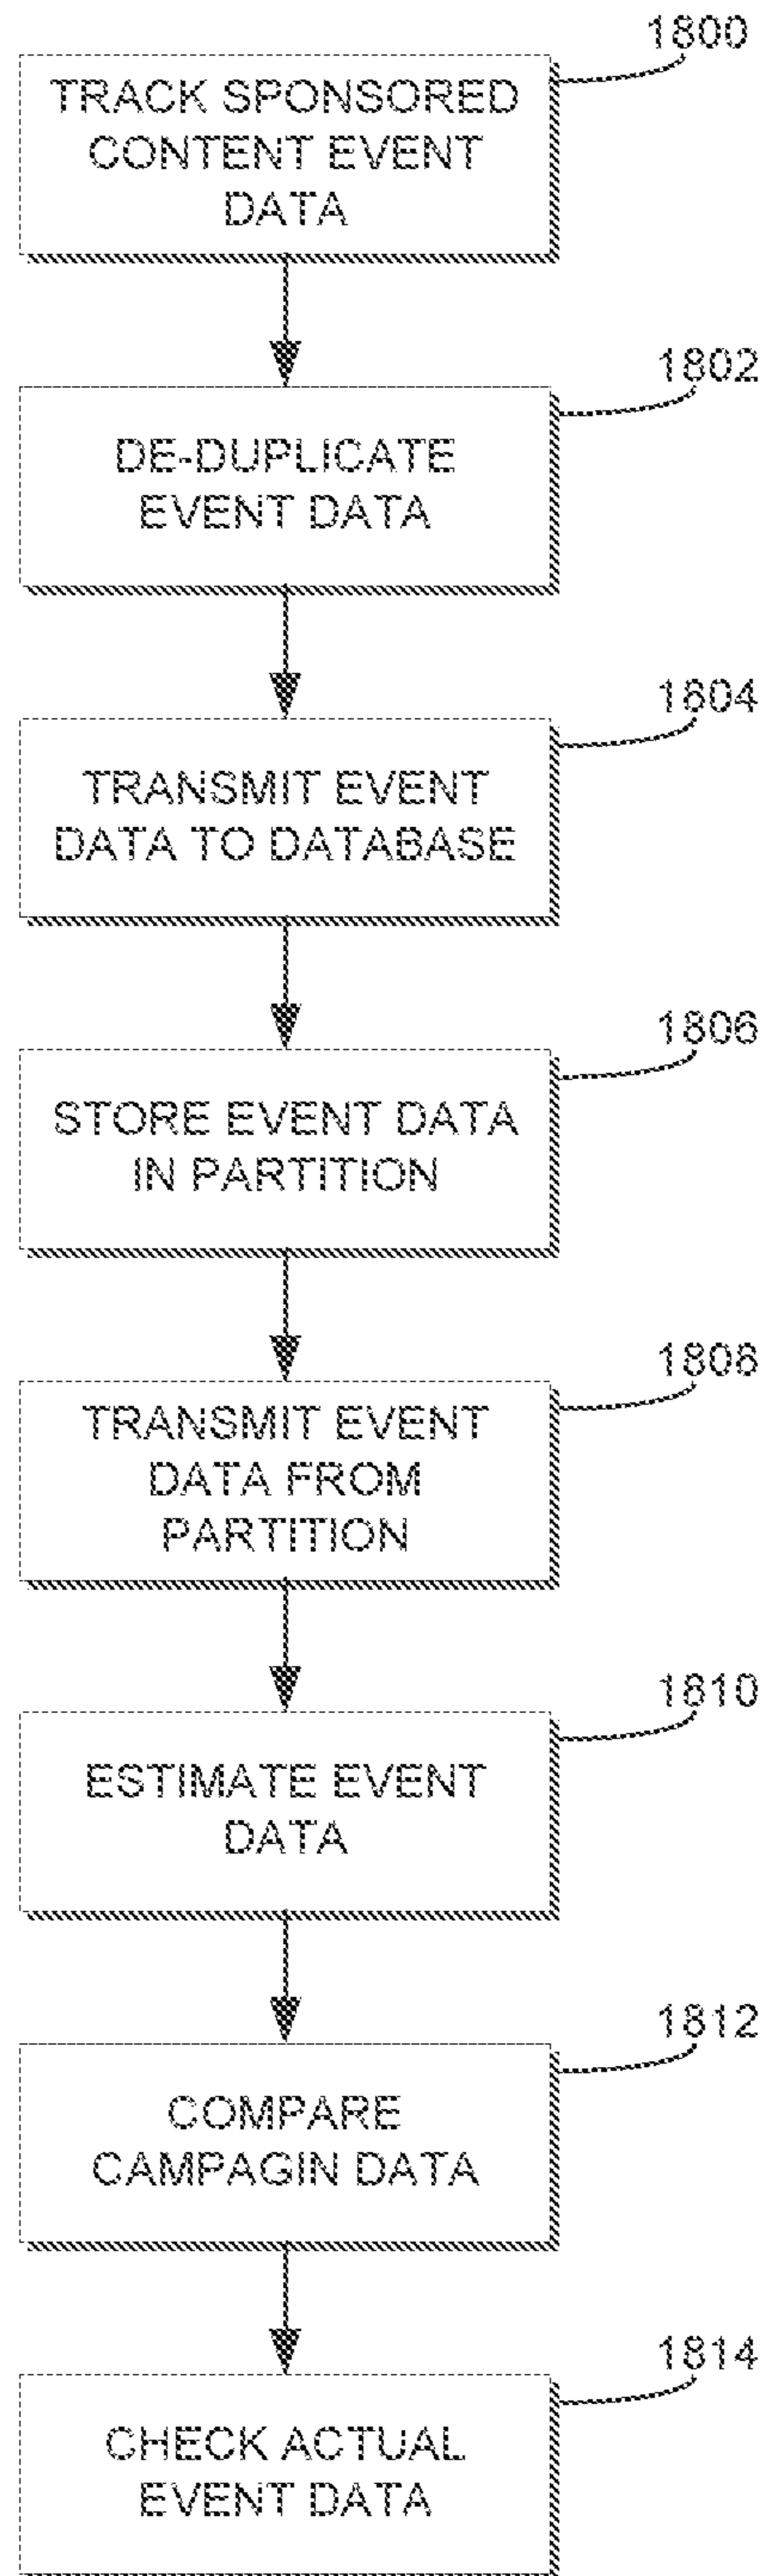 1800
TRACK SPONSORED
CONTENT EVENT
DATA
1802
DE-DUPLICATE
EVENT DATA
1804
TRANSMIT EVENT
DATA TO DATABASE
1806
STORE EVENT DATA
IN PARTITION
1808
TRANSMIT EVENT
DATA FROM
PARTITION
1810
ESTIMATE EVENT
DATA
1812
COMPARE
CAMPAGIN DATA
1814
CHECK ACTUAL
EVENT DATA